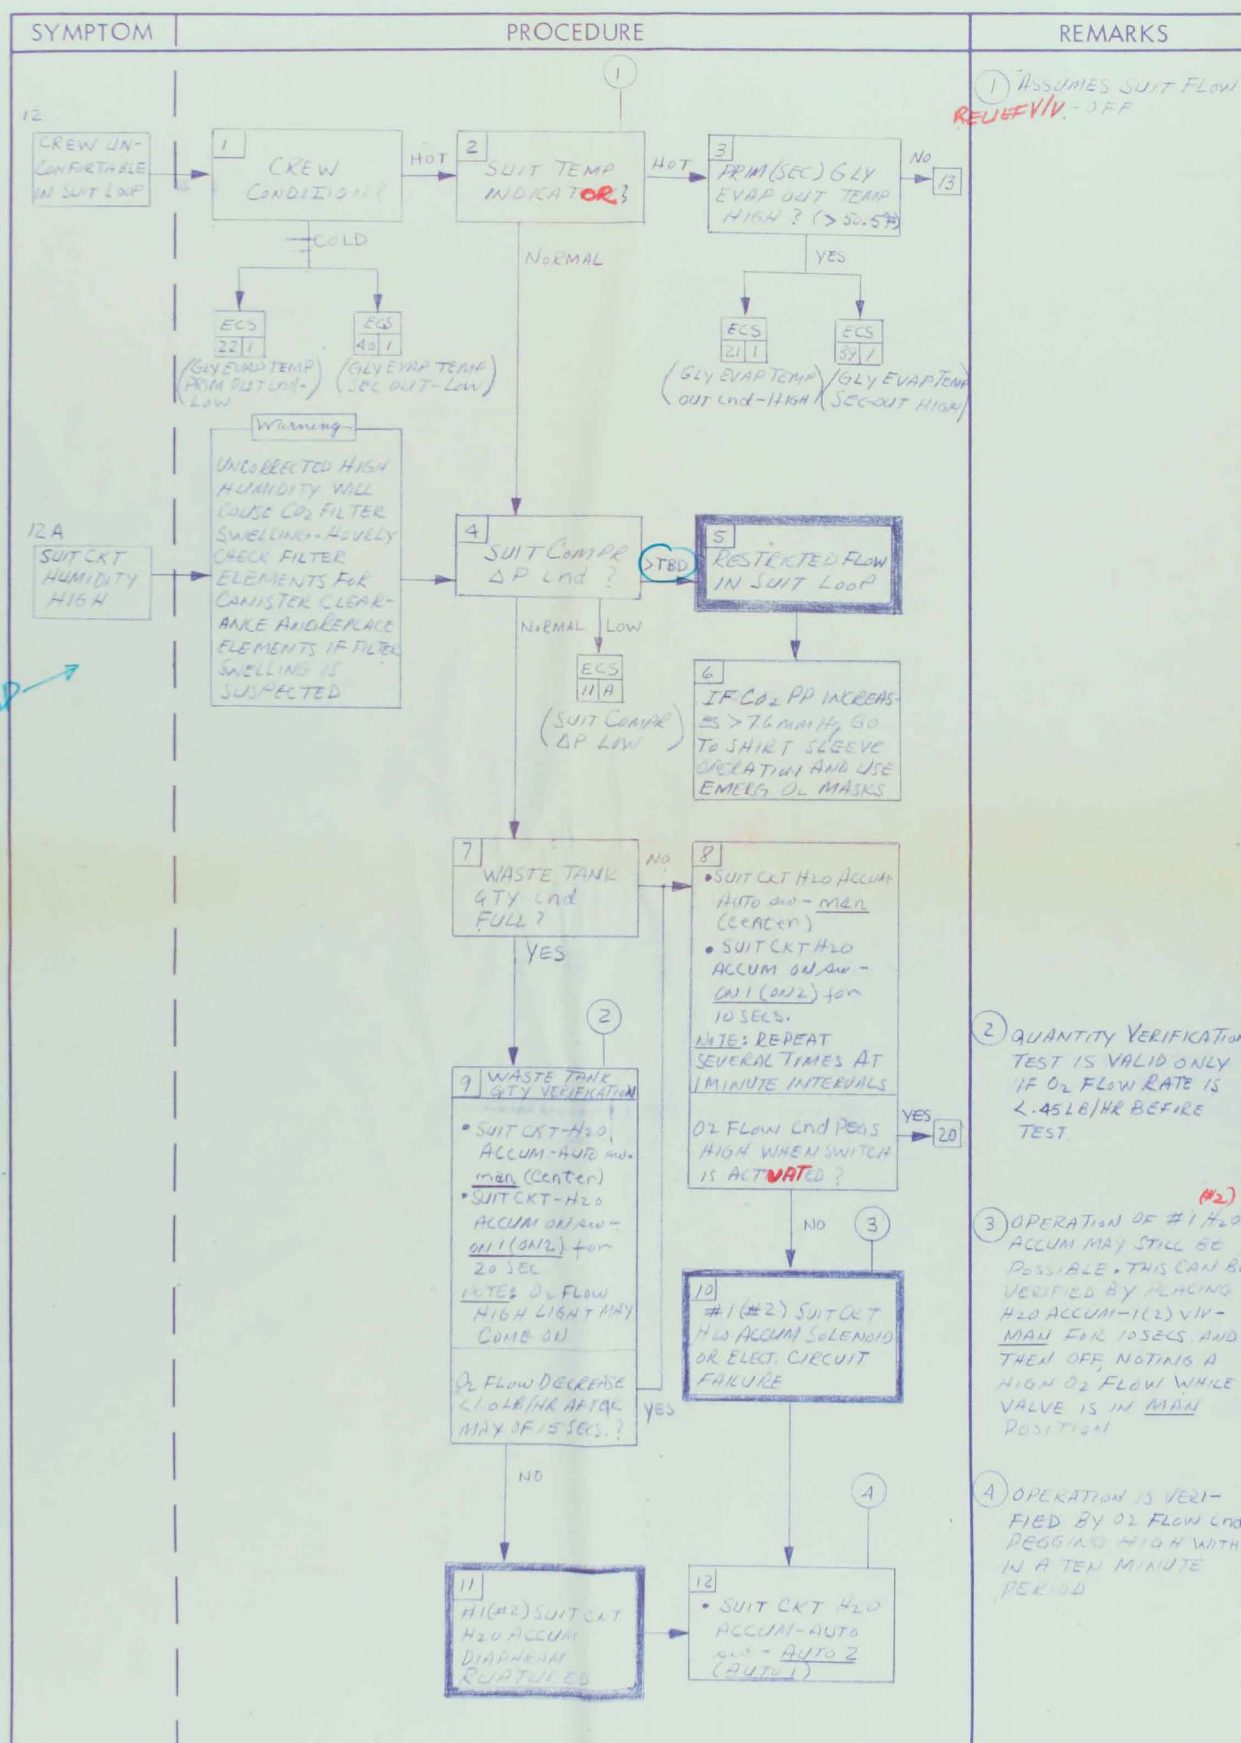 SYMPTOM
PROCEDURE
REMARKS
12
CREW UN-
CONFORTABLE
IN SUIT LOOP
1
CREW
CONDITION?
HOT
COLD
ECS
22 1
(GLY EVAP TEMP
PRIM OUT ind-
LOW)
ECS
40 1
(GLY EVAP TEMP
SEC OUT-LOW)
1
2
SUIT TEMP
INDICATOR?
HOT
NORMAL
3
PRIM(SEC) GLY
EVAP OUT TEMP
HIGH? (>50.5°F)
NO
13
YES
ECS
21 1
(GLY EVAP TEMP
OUT ind-HIGH)
ECS
39 1
(GLY EVAP TEMP
SEC-OUT HIGH)
1 ASSUMES SUIT FLOW
RELIEF V/V - OFF
12A
SUIT CKT
HUMIDITY
HIGH
Warning
UNCORRECTED HIGH
HUMIDITY WILL
COUSE CO2 FILTER
SWELLING-HOURLY
CHECK FILTER
ELEMENTS FOR
CANISTER CLEAR-
ANCE AND REPLACE
ELEMENTS IF FILTER
SWELLING IS
SUSPECTED
4
SUIT COMPR
ΔP ind?
>TBD
NORMAL
LOW
ECS
11 A
(SUIT COMPR
ΔP LOW)
5
RESTRICTED FLOW
IN SUIT LOOP
6
IF CO2 PP INCREAS-
ES >7.6 mm Hg GO
TO SHIRT SLEEVE
OPERATION AND USE
EMERG O2 MASKS
7
WASTE TANK
QTY ind
FULL?
NO
YES
8
• SUIT CKT H2O ACCUM
AUTO sw - man
(center)
• SUIT CKT H2O
ACCUM ON sw -
ON 1 (ON 2) for
10 SECS.
NOTE: REPEAT
SEVERAL TIMES AT
1 MINUTE INTERVALS
O2 FLOW ind PEGS
HIGH WHEN SWITCH
IS ACTUATED?
YES
20
NO
2
9 WASTE TANK
QTY VERIFICATION
• SUIT CKT-H2O
ACCUM-AUTO sw-
man (center)
• SUIT CKT-H2O
ACCUM ON sw -
ON 1 (ON2) for
20 SEC
NOTE: O2 FLOW
HIGH LIGHT MAY
COME ON
O2 FLOW DECREASE
<1.0 LB/HR AFTER
MAX OF 15 SECS.?
YES
NO
3
10
#1 (#2) SUIT CKT
H2O ACCUM SOLENOID
OR ELECT. CIRCUIT
FAILURE
4
11
#1(#2) SUIT CKT
H2O ACCUM
DIAPHRAM
RUPTURED
12
• SUIT CKT H2O
ACCUM-AUTO
sw - AUTO 2
(AUTO 1)
2 QUANTITY VERIFICATION
TEST IS VALID ONLY
IF O2 FLOW RATE IS
<.45 LB/HR BEFIRE
TEST.
(#2)
3 OPERATION OF #1 H2O
ACCUM MAY STILL BE
POSSIBLE. THIS CAN BE
VERIFIED BY PLACING
H2O ACCUM-1(2) V/V-
MAN FOR 10 SECS. AND
THEN OFF, NOTING A
HIGH O2 FLOW WHILE
VALVE IS IN MAN
POSITION
4 OPERATION IS VERI-
FIED BY O2 FLOW ind
PEGGING HIGH WITH
IN A TEN MINUTE
PERIOD